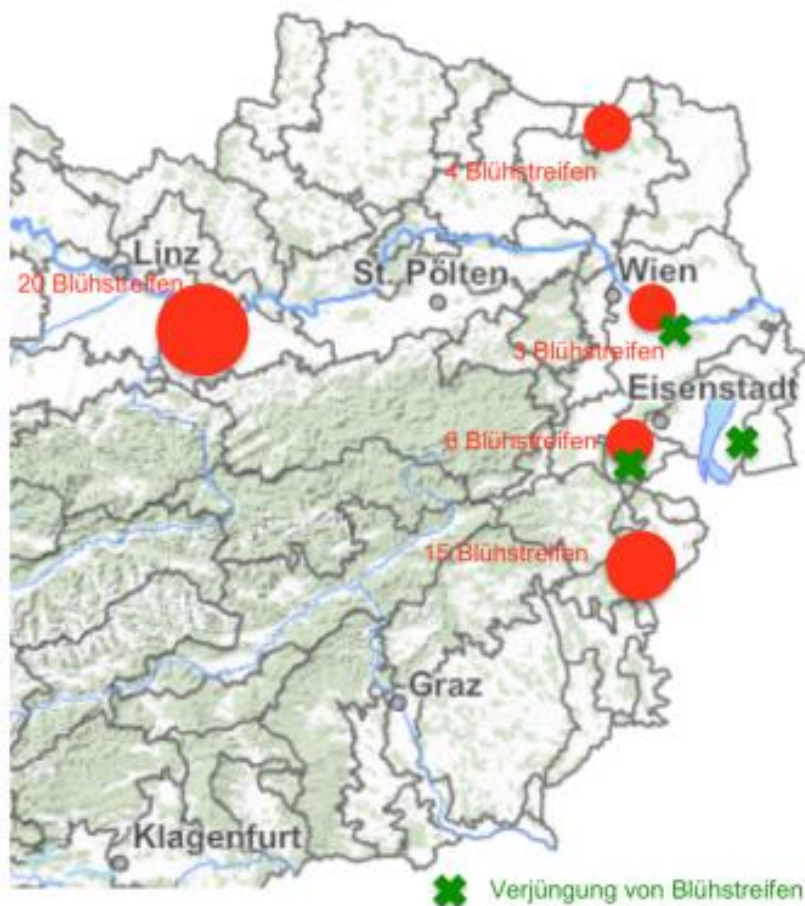 4 Blühstreifen
Linz
20 Blühstreifen
St. Pölten
Wien
3 Blühstreifen
Eisenstadt
Blühstreifen
15 Blühstreifen
Graz
Klagenfurt
Verjüngung von Blühstreifen